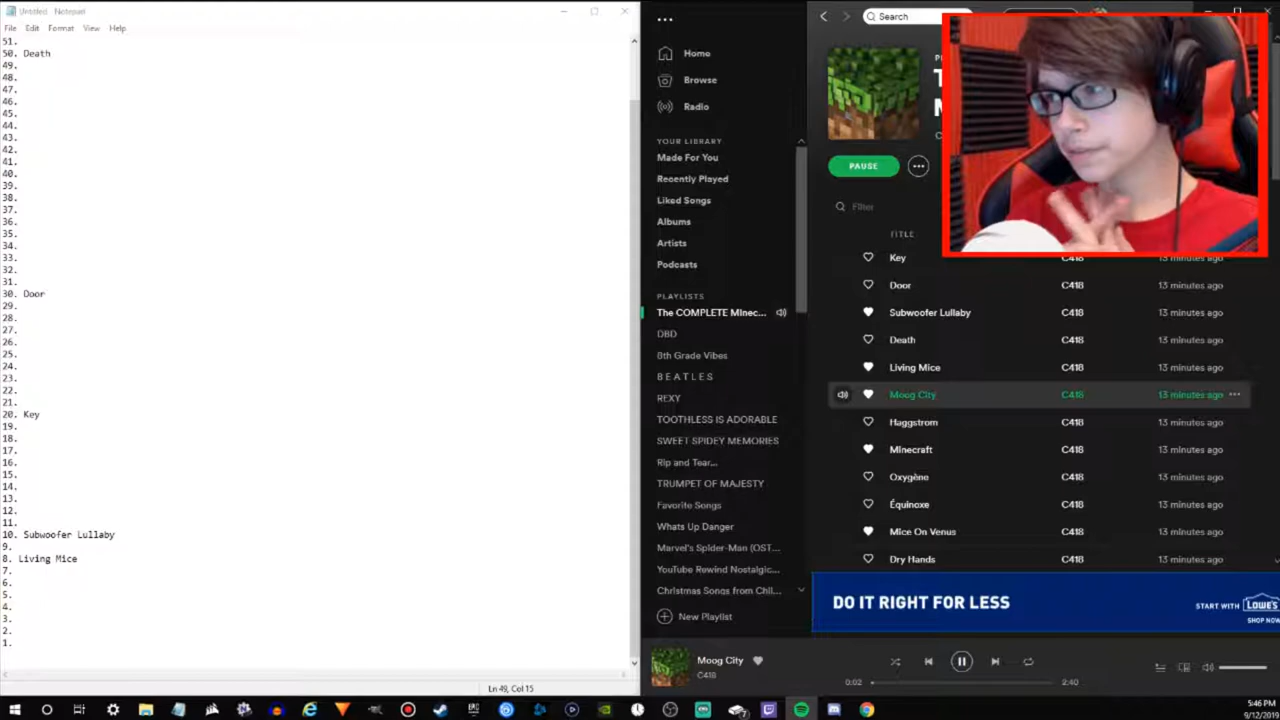 Untitled - Notepad
File Edit Format View Help
51.
50. Death
49.
48.
47.
46.
45.
44.
43.
42.
41.
40.
39.
38.
37.
36.
35.
34.
33.
32.
31.
30. Door
29.
28.
27.
26.
25.
24.
23.
22.
21.
20. Key
19.
18.
17.
16.
15.
14.
13.
12.
11.
10. Subwoofer Lullaby
9.
8. Living Mice
7.
6.
5.
4.
3.
2.
1.
Ln 49, Col 15
Home
Browse
Radio
YOUR LIBRARY
Made For You
Recently Played
Liked Songs
Albums
Artists
Podcasts
PLAYLISTS
The COMPLETE Minec...
DBD
8th Grade Vibes
B E A T L E S
REXY
TOOTHLESS IS ADORABLE
SWEET SPIDEY MEMORIES
Rip and Tear...
TRUMPET OF MAJESTY
Favorite Songs
Whats Up Danger
Marvel's Spider-Man (OST...
YouTube Rewind Nostalgic...
Christmas Songs from Chil...
New Playlist
Search
PAUSE
Filter
TITLE
Key C418 13 minutes ago
Door C418 13 minutes ago
Subwoofer Lullaby C418 13 minutes ago
Death C418 13 minutes ago
Living Mice C418 13 minutes ago
Moog City C418 13 minutes ago
Haggstrom C418 13 minutes ago
Minecraft C418 13 minutes ago
Oxygène C418 13 minutes ago
Équinoxe C418 13 minutes ago
Mice On Venus C418 13 minutes ago
Dry Hands C418 13 minutes ago
DO IT RIGHT FOR LESS
START WITH LOWE'S
SHOP NOW
Moog City
C418
0:02
2:40
5:46 PM
9/12/2019